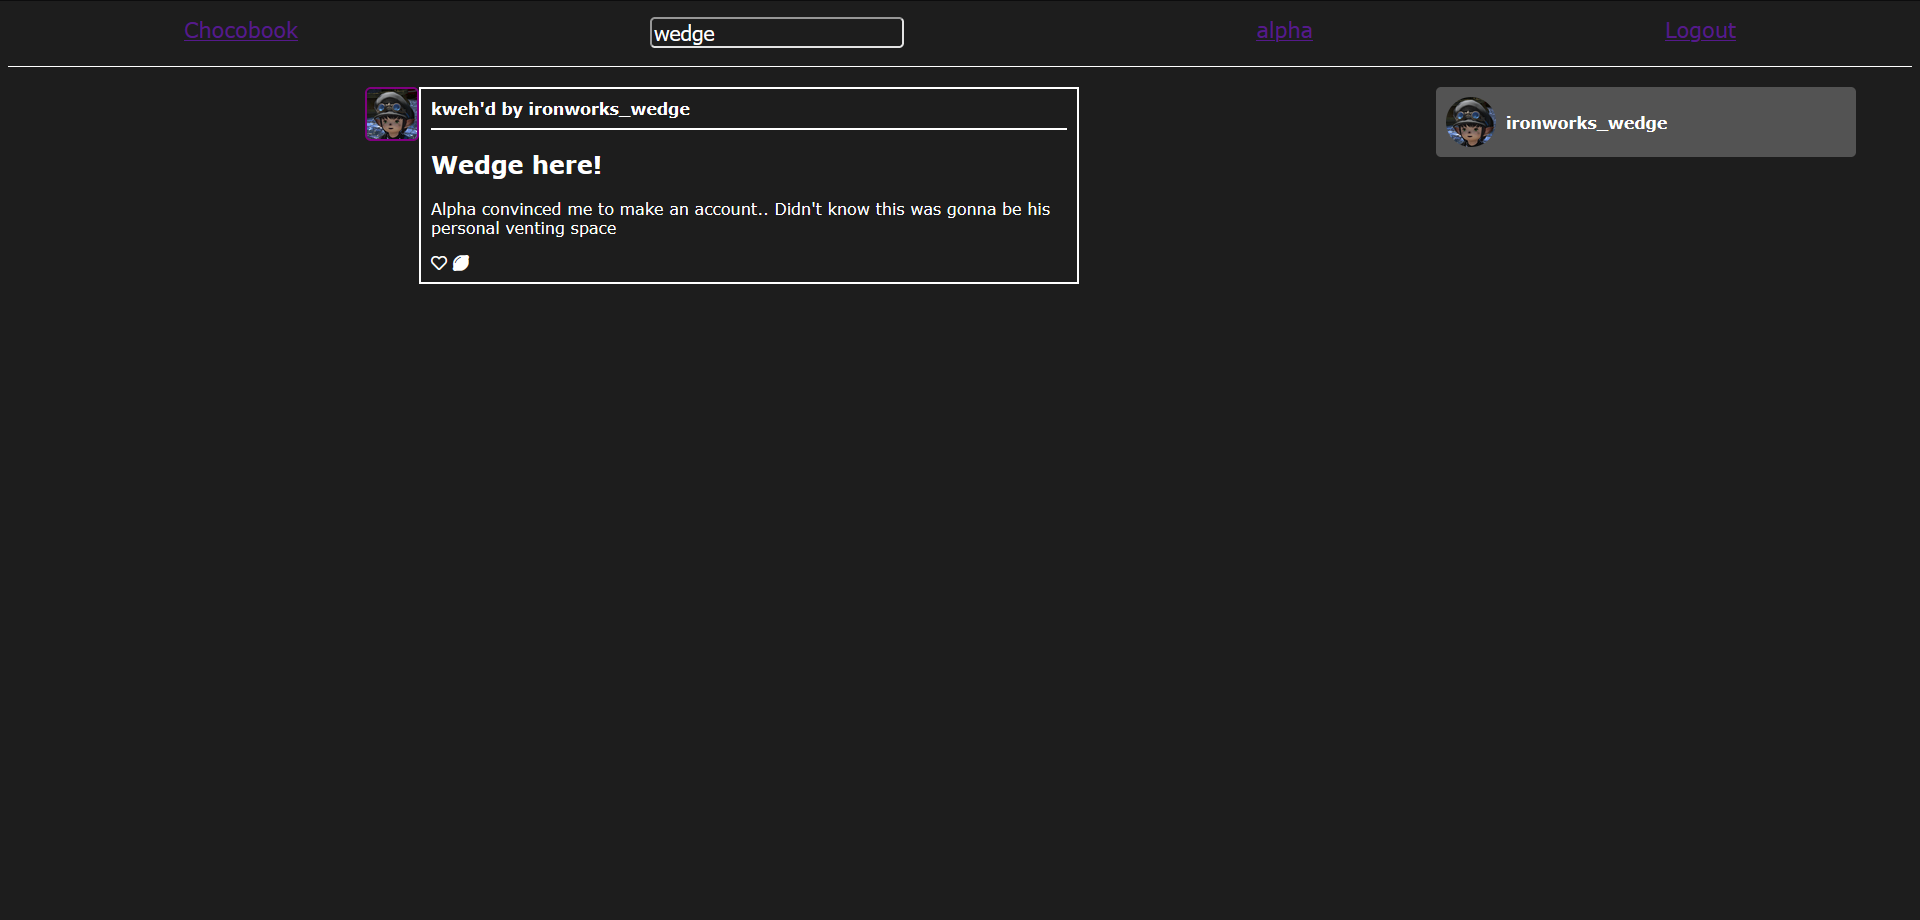 Chocobook
wedge
alpha
Logout
kweh'd by ironworks_wedge
Wedge here!
Alpha convinced me to make an account.. Didn't know this was gonna be his
personal venting space
ironworks_wedge